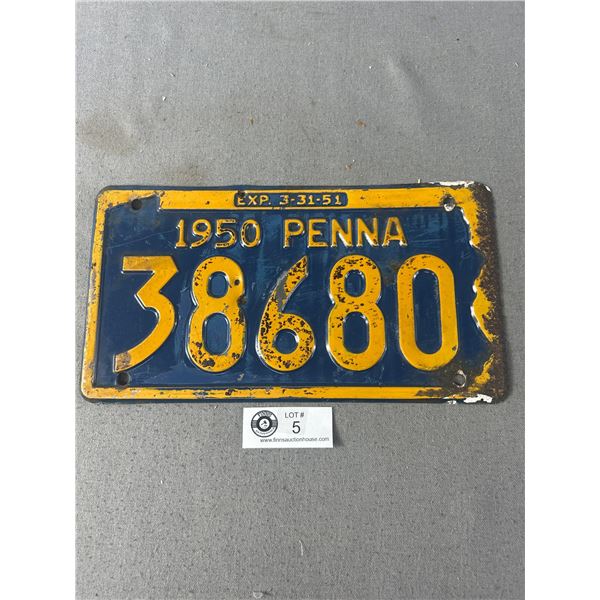 EXP. 3-31-51
1950 PENNA
38680
LOT #
5
www.finnsauctionhouse.com